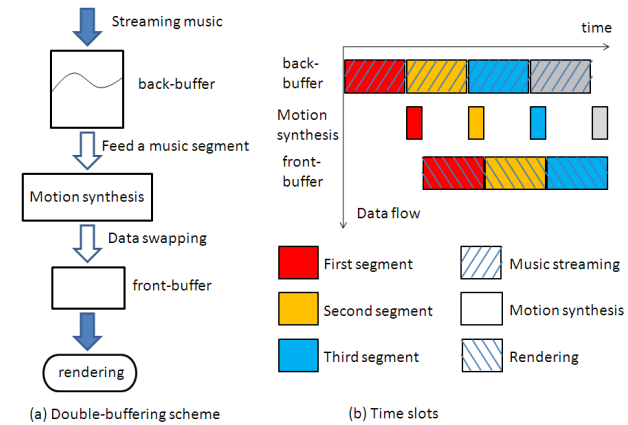 Streaming music
back-buffer
Feed a music segment
Motion synthesis
Data swapping
front-buffer
rendering
(a) Double-buffering scheme
time
back-
buffer
Motion
synthesis
front-
buffer
Data flow
First segment
Music streaming
Second segment
Motion synthesis
Third segment
Rendering
(b) Time slots